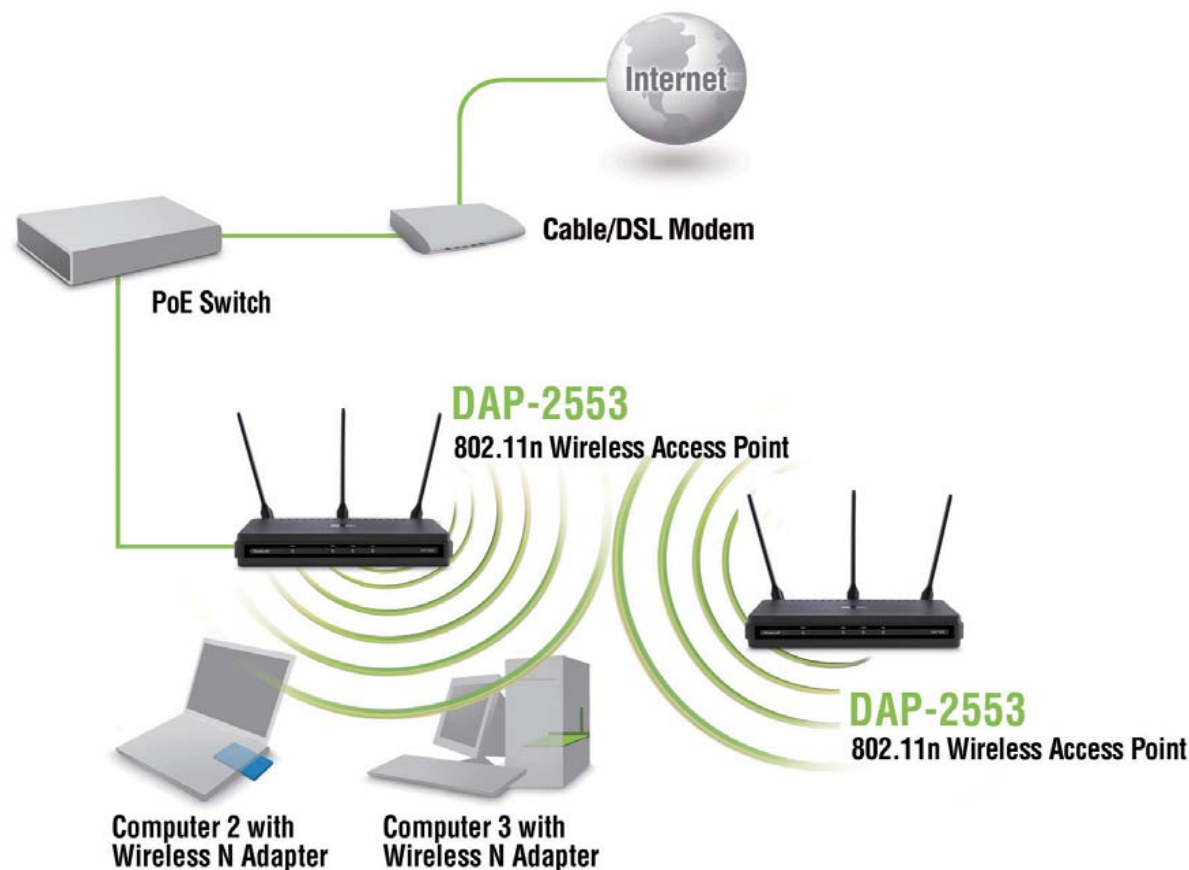 Internet
Cable/DSL Modem
PoE Switch
DAP-2553
802.11n Wireless Access Point
DAP-2553
802.11n Wireless Access Point
Computer 2 with
Wireless N Adapter
Computer 3 with
Wireless N Adapter